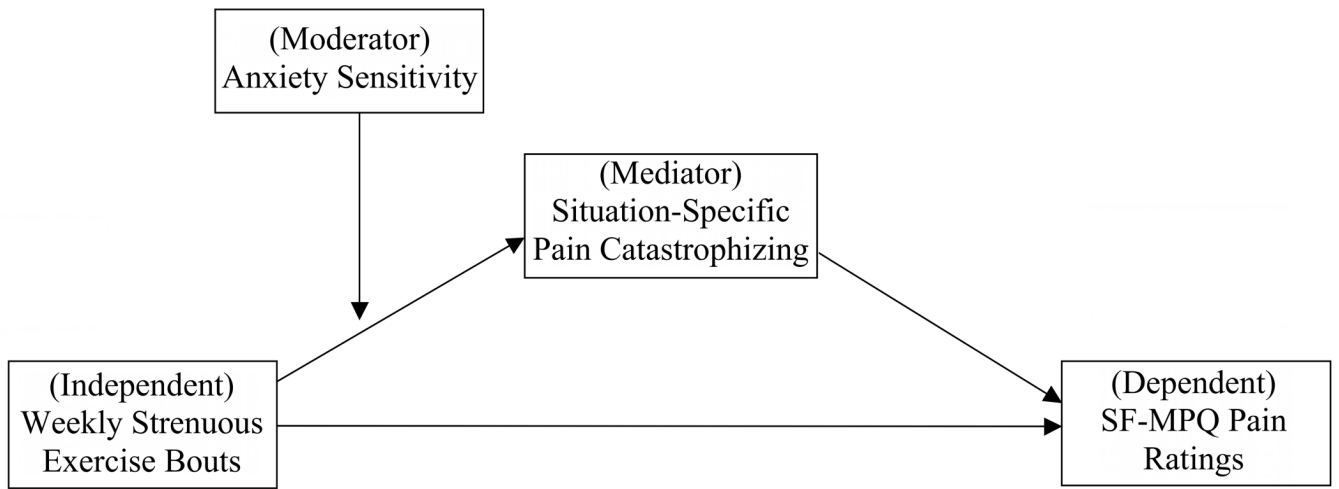 (Moderator)
Anxiety Sensitivity
(Mediator)
Situation-Specific
Pain Catastrophizing
(Independent)
Weekly Strenuous
Exercise Bouts
(Dependent)
SF-MPQ Pain
Ratings